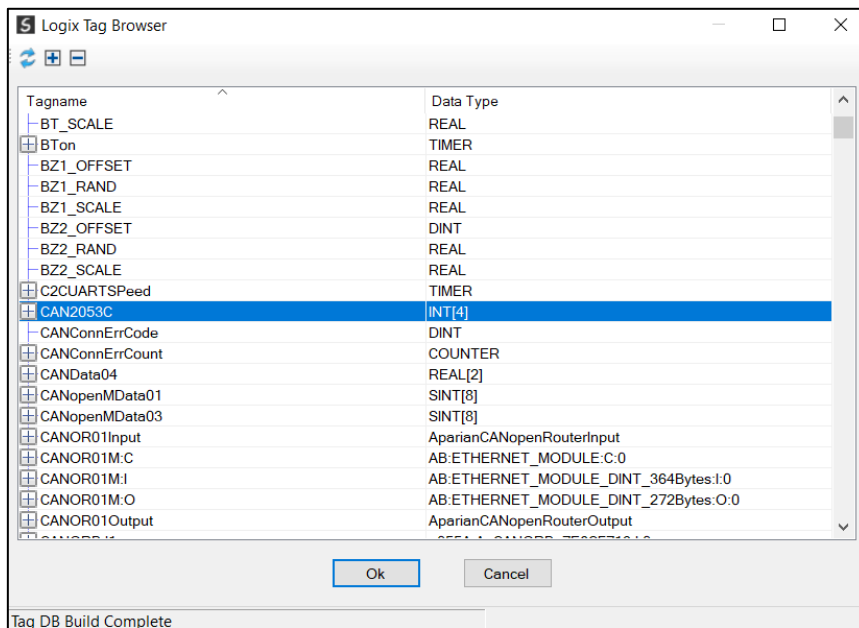 Logix Tag Browser
Tagname Data Type
BT_SCALE REAL
BTon TIMER
BZ1_OFFSET REAL
BZ1_RAND REAL
BZ1_SCALE REAL
BZ2_OFFSET DINT
BZ2_RAND REAL
BZ2_SCALE REAL
C2CUARTSPeed TIMER
CAN2053C INT[4]
CANConnErrCode DINT
CANConnErrCount COUNTER
CANData04 REAL[2]
CANopenMData01 SINT[8]
CANopenMData03 SINT[8]
CANOR01Input AparianCANopenRouterInput
CANOR01M:C AB:ETHERNET_MODULE:C:0
CANOR01M:I AB:ETHERNET_MODULE_DINT_364Bytes:I:0
CANOR01M:O AB:ETHERNET_MODULE_DINT_272Bytes:O:0
CANOR01Output AparianCANopenRouterOutput
Ok Cancel
Tag DB Build Complete